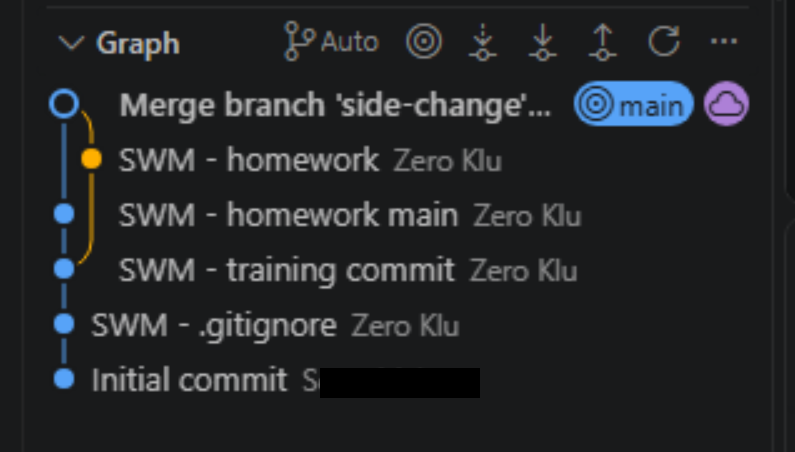 Graph Auto
Merge branch 'side-change'... main
SWM - homework Zero Klu
SWM - homework main Zero Klu
SWM - training commit Zero Klu
SWM - .gitignore Zero Klu
Initial commit